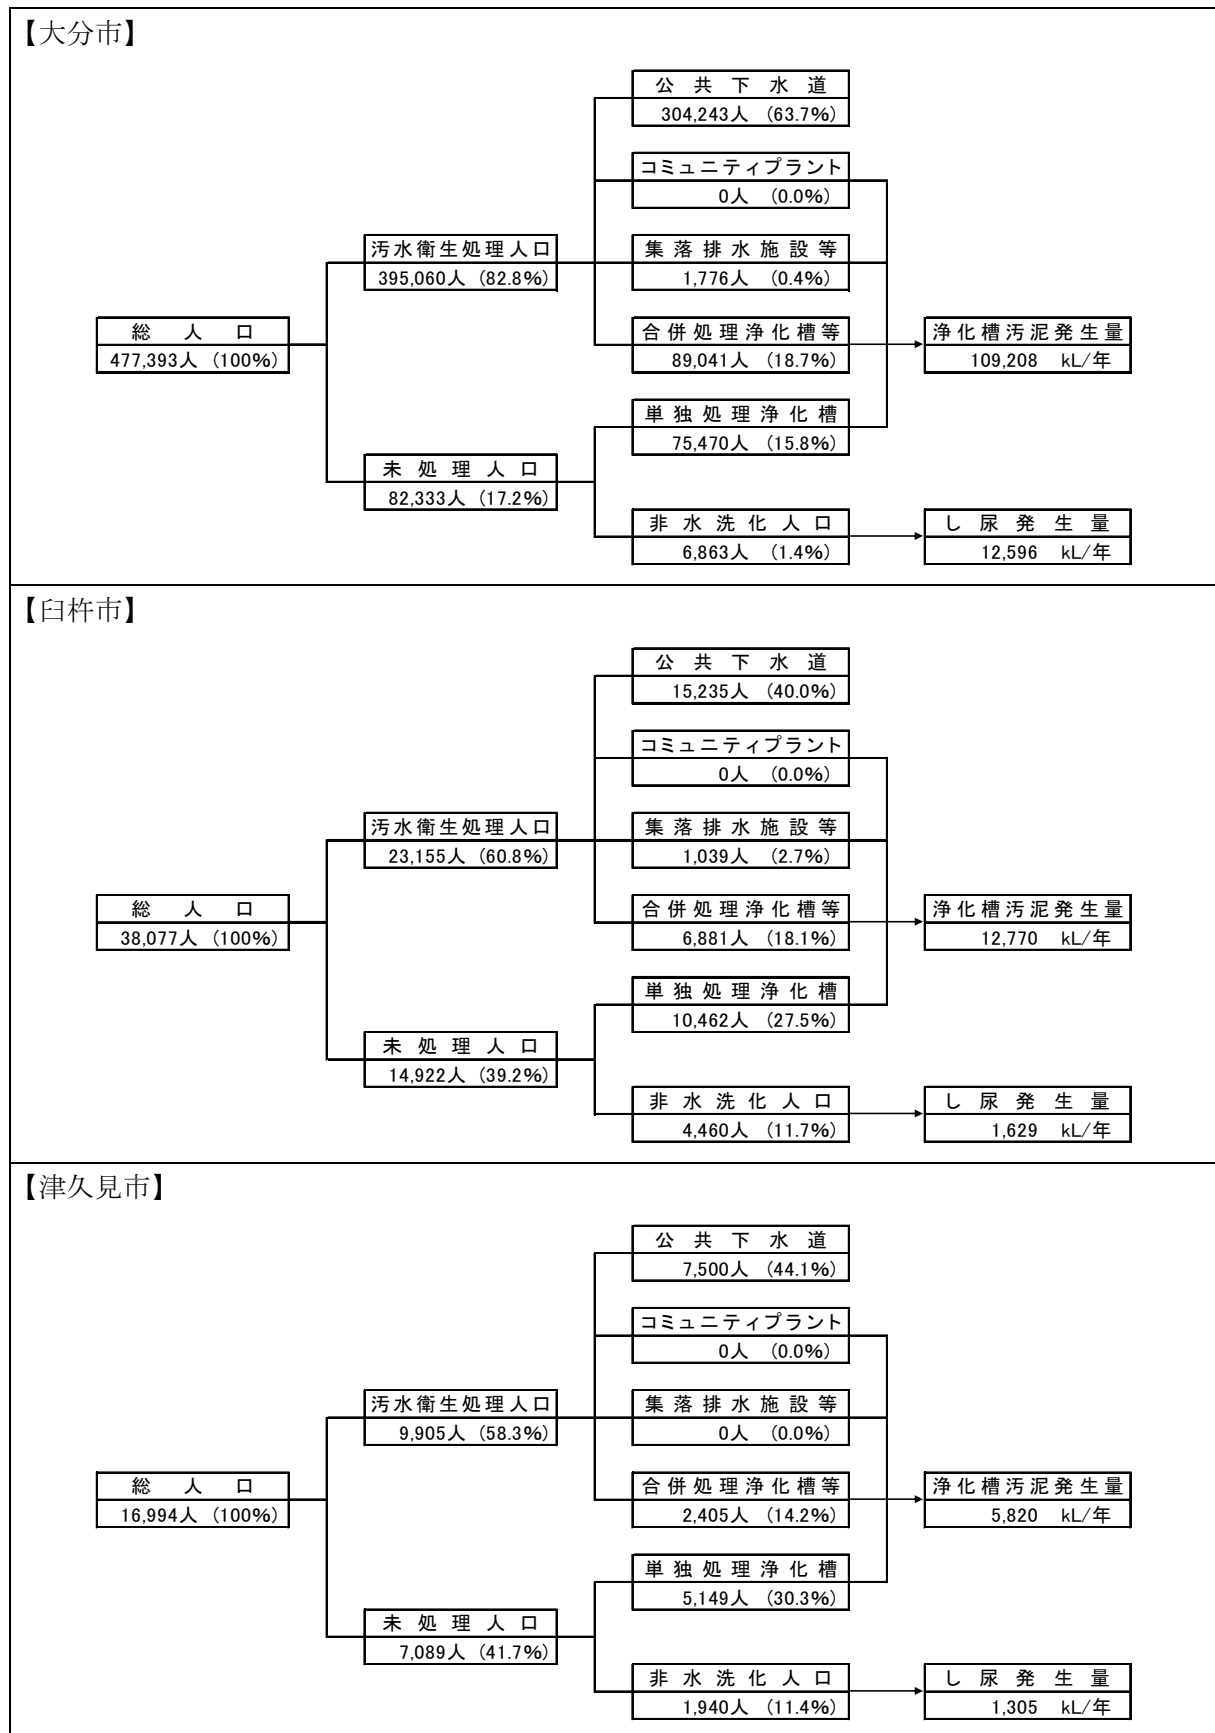 【大分市】
公共下水道
304,243人 (63.7%)
コミュニティプラント
0人 (0.0%)
汚水衛生処理人口
395,060人 (82.8%)
集落排水施設等
1,776人 (0.4%)
総人口
477,393人 (100%)
合併処理浄化槽等
89,041人 (18.7%)
浄化槽汚泥発生量
109,208 kL/年
単独処理浄化槽
75,470人 (15.8%)
未処理人口
82,333人 (17.2%)
非水洗化人口
6,863人 (1.4%)
し尿発生量
12,596 kL/年
【臼杵市】
公共下水道
15,235人 (40.0%)
コミュニティプラント
0人 (0.0%)
汚水衛生処理人口
23,155人 (60.8%)
集落排水施設等
1,039人 (2.7%)
総人口
38,077人 (100%)
合併処理浄化槽等
6,881人 (18.1%)
浄化槽汚泥発生量
12,770 kL/年
単独処理浄化槽
10,462人 (27.5%)
未処理人口
14,922人 (39.2%)
非水洗化人口
4,460人 (11.7%)
し尿発生量
1,629 kL/年
【津久見市】
公共下水道
7,500人 (44.1%)
コミュニティプラント
0人 (0.0%)
汚水衛生処理人口
9,905人 (58.3%)
集落排水施設等
0人 (0.0%)
総人口
16,994人 (100%)
合併処理浄化槽等
2,405人 (14.2%)
浄化槽汚泥発生量
5,820 kL/年
単独処理浄化槽
5,149人 (30.3%)
未処理人口
7,089人 (41.7%)
非水洗化人口
1,940人 (11.4%)
し尿発生量
1,305 kL/年